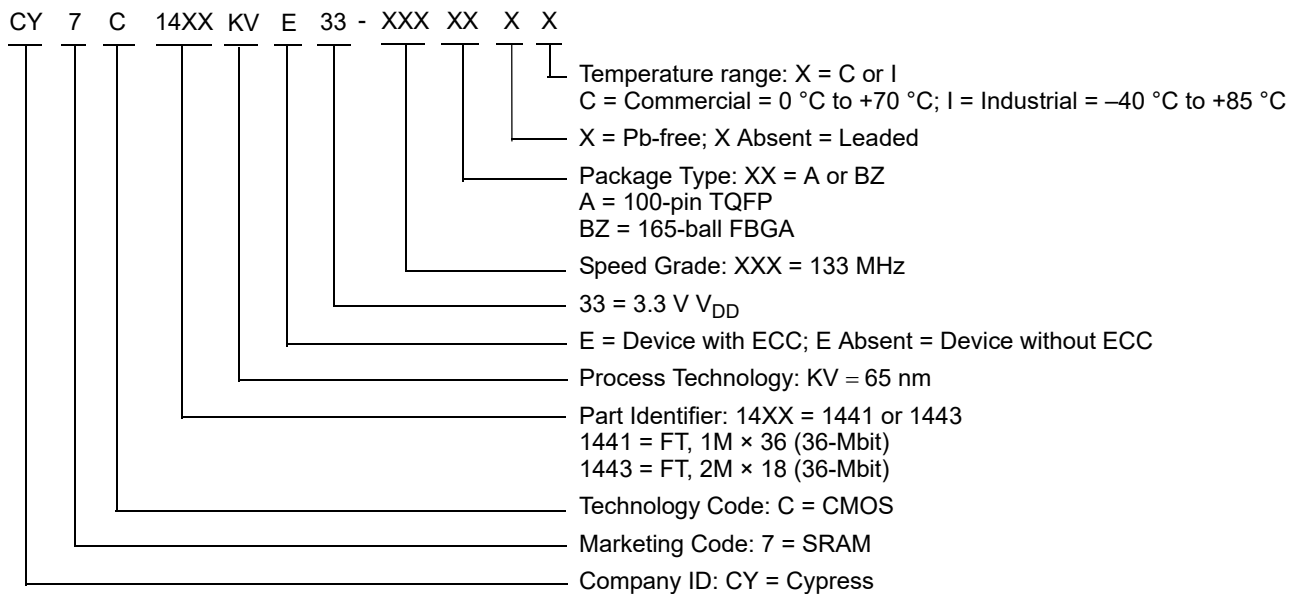 CY 7 C 14XX KV E 33 - XXX XX X X
Temperature range: X = C or I
C = Commercial = 0 °C to +70 °C; I = Industrial = –40 °C to +85 °C
X = Pb-free; X Absent = Leaded
Package Type: XX = A or BZ
A = 100-pin TQFP
BZ = 165-ball FBGA
Speed Grade: XXX = 133 MHz
33 = 3.3 V VDD
E = Device with ECC; E Absent = Device without ECC
Process Technology: KV = 65 nm
Part Identifier: 14XX = 1441 or 1443
1441 = FT, 1M × 36 (36-Mbit)
1443 = FT, 2M × 18 (36-Mbit)
Technology Code: C = CMOS
Marketing Code: 7 = SRAM
Company ID: CY = Cypress